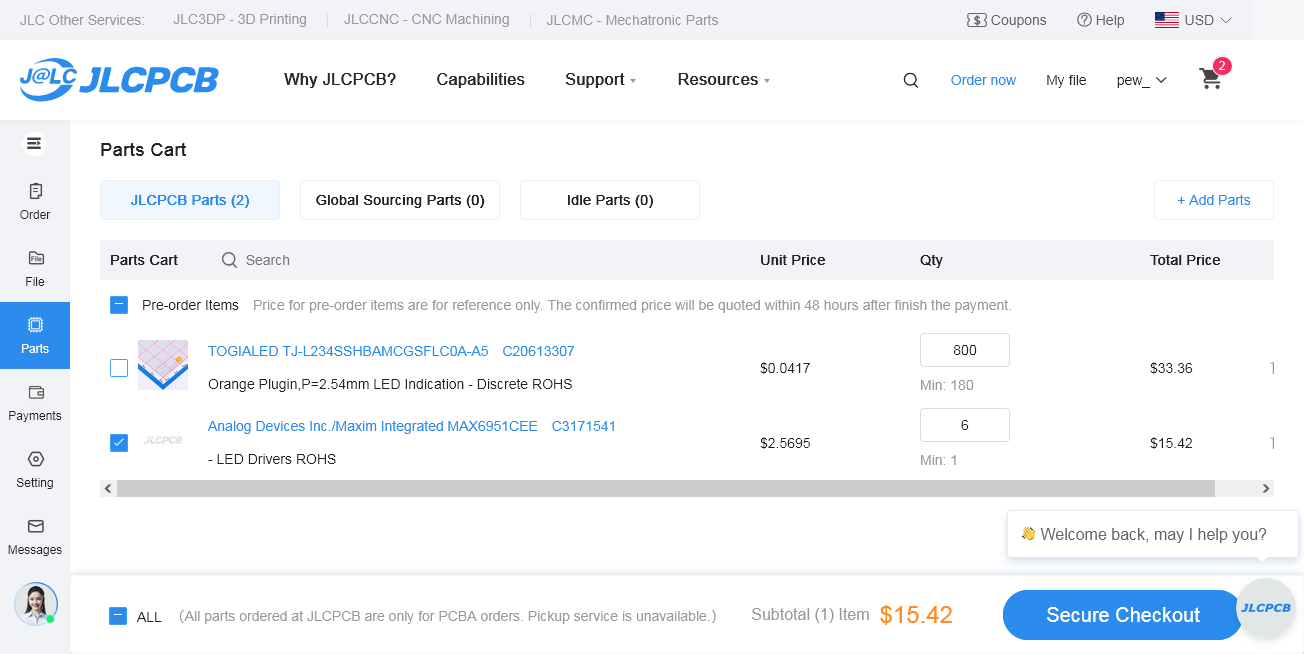 JLC Other Services: JLC3DP - 3D Printing JLCCNC - CNC Machining JLCMC - Mechatronic Parts $ Coupons ? Help USD
J@LC JLCPCB Why JLCPCB? Capabilities Support Resources Order now My file pew_ 2
Parts Cart
Order
JLCPCB Parts (2) Global Sourcing Parts (0) Idle Parts (0) + Add Parts
File
File
Parts Cart Search Unit Price Qty Total Price
Pre-order Items Price for pre-order items are for reference only. The confirmed price will be quoted within 48 hours after finish the payment.
Parts
TOGIALED TJ-L234SSHBAMCGSFLC0A-A5 C20613307 800
$0.0417 $33.36 1
Orange Plugin,P=2.54mm LED Indication - Discrete ROHS Min: 180
Payments
Analog Devices Inc./Maxim Integrated MAX6951CEE C3171541 6
JLCPCB $2.5695 $15.42 1
- LED Drivers ROHS Min: 1
Setting
Messages
👋 Welcome back, may I help you?
ALL (All parts ordered at JLCPCB are only for PCBA orders. Pickup service is unavailable.) Subtotal (1) Item $15.42 Secure Checkout JLCPCB